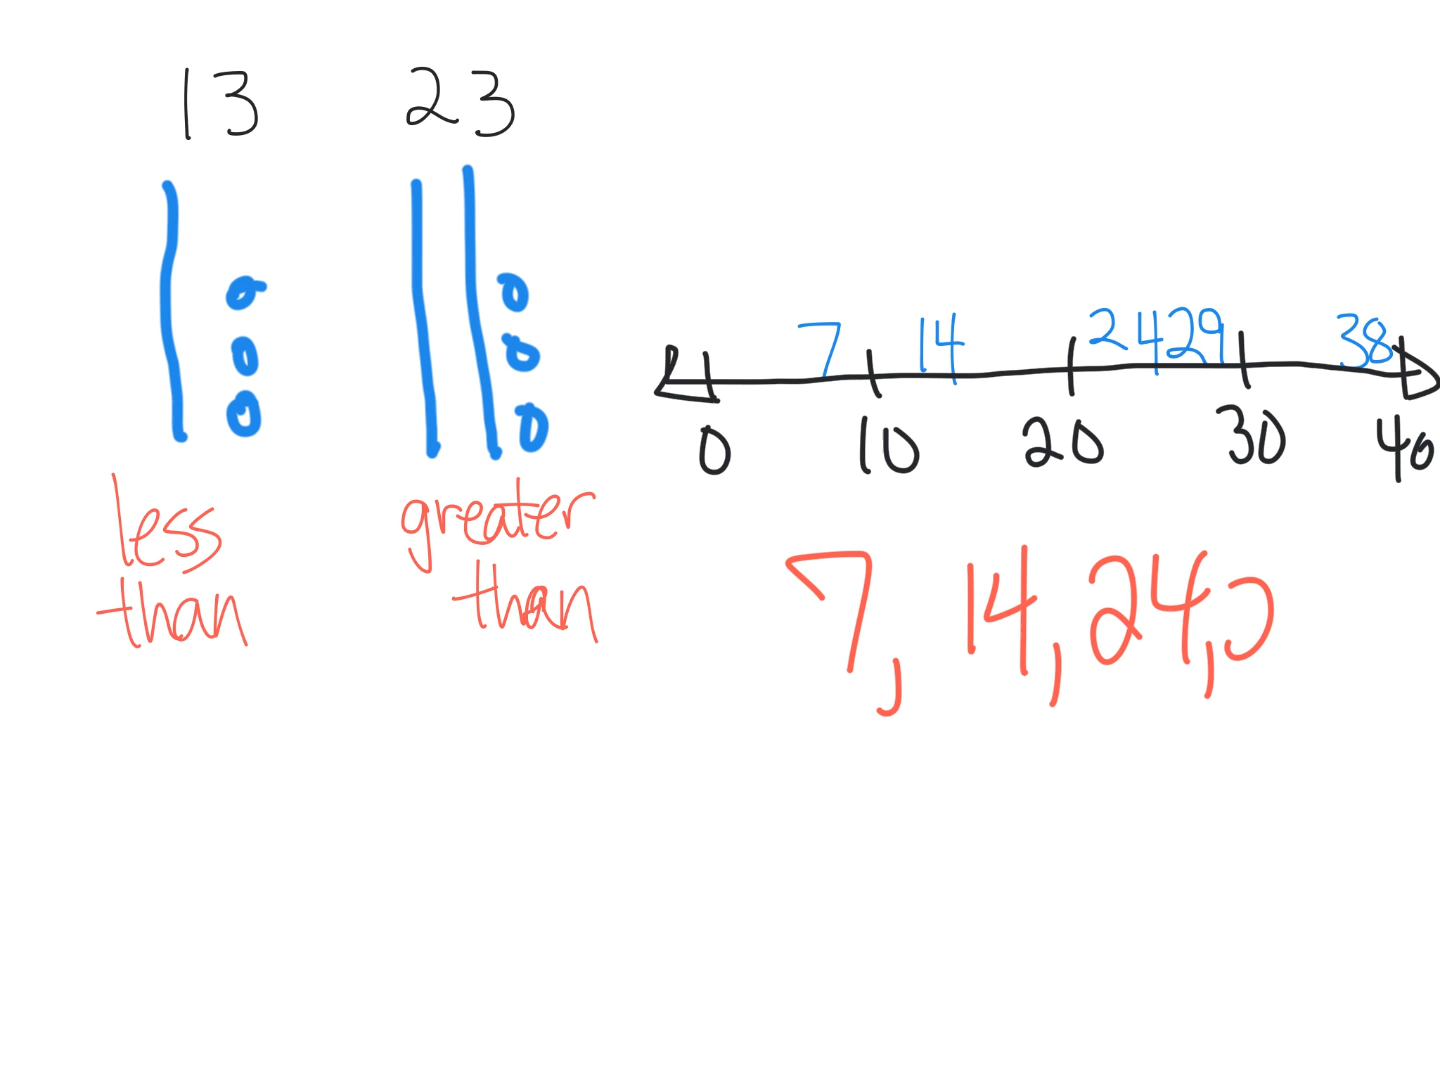 13 23
less
than
greater
than
7 14 24 29 38
0 10 20 30 40
7, 14, 24,